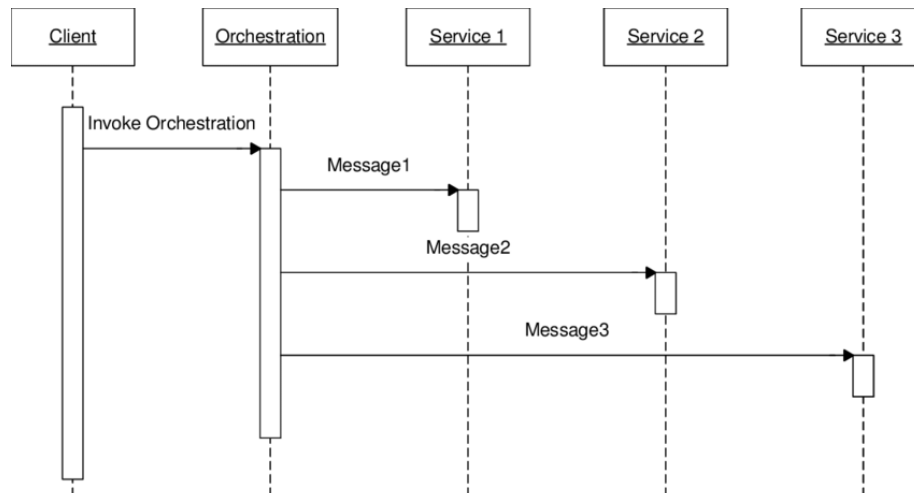 Client
Orchestration
Service 1
Service 2
Service 3
Invoke Orchestration
Message1
Message2
Message3